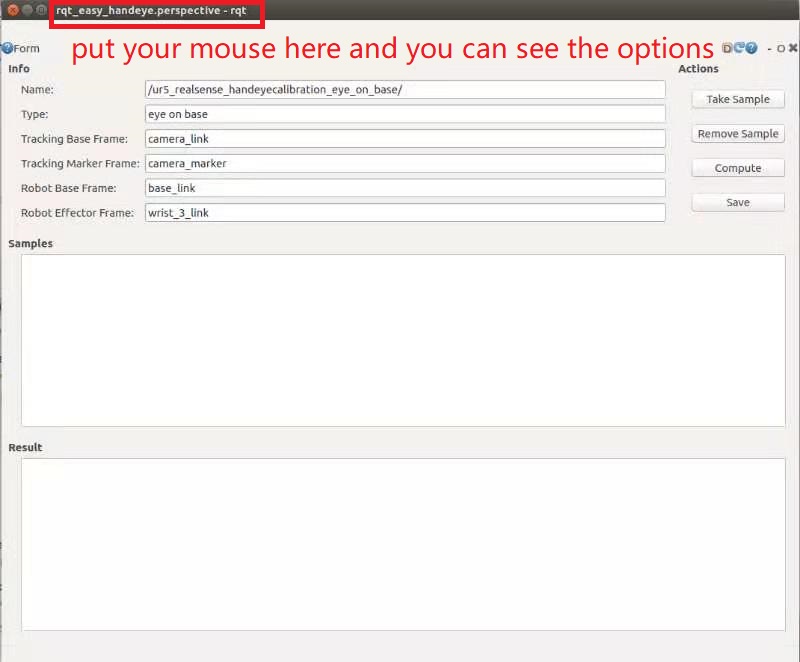 rqt_easy_handeye.perspective - rqt
Form
put your mouse here and you can see the options
D
?
- O ✖
Info
Actions
Name:
/ur5_realsense_handeyecalibration_eye_on_base/
Take Sample
Type:
eye on base
Tracking Base Frame:
camera_link
Remove Sample
Tracking Marker Frame:
camera_marker
Compute
Robot Base Frame:
base_link
Save
Robot Effector Frame:
wrist_3_link
Samples
Result